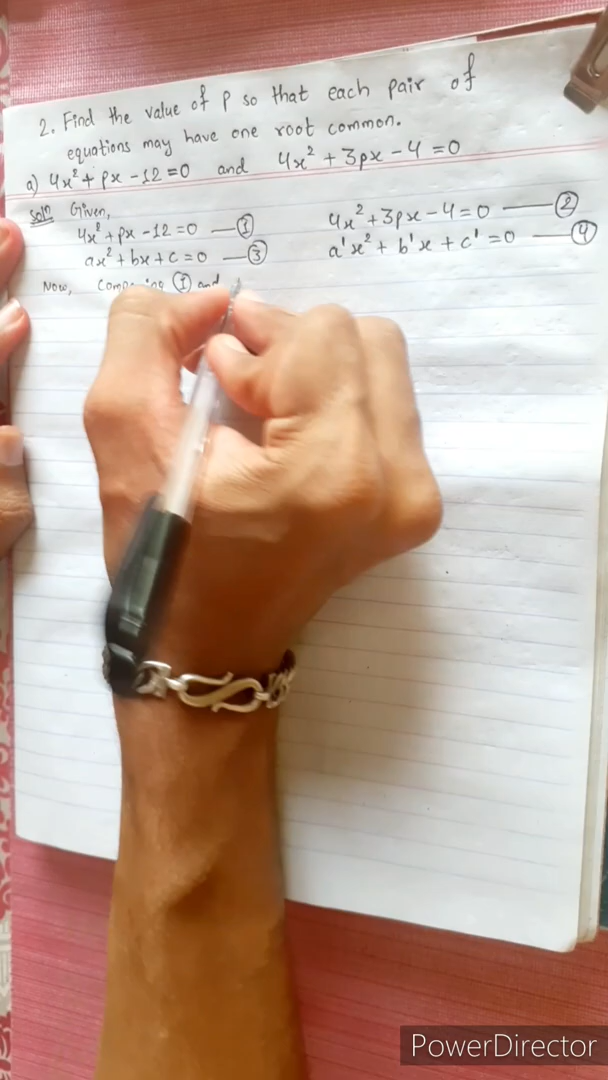 2. Find the value of p so that each pair of
equations may have one root common.
a) 4x² + px - 12 = 0 and 4x² + 3px - 4 = 0
Solⁿ Given,
4x² + px - 12 = 0 — ① 4x² + 3px - 4 = 0 — ②
ax² + bx + c = 0 — ③ a'x² + b'x + c' = 0 — ④
Now, ① and
PowerDirector